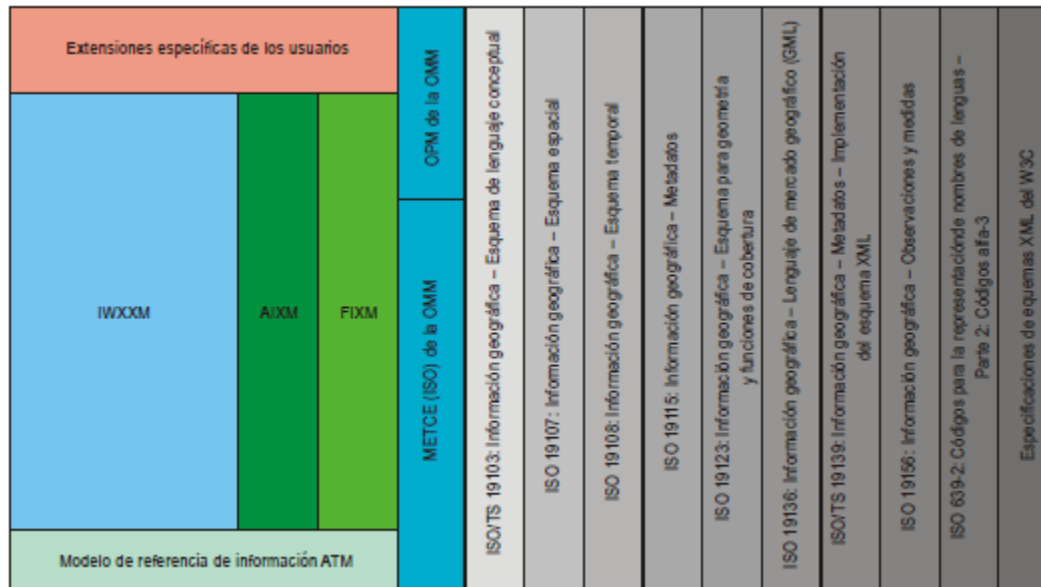 Extensiones específicas de los usuarios
IWXXM
AIXM
FIXM
Modelo de referencia de información ATM
OPM de la OMM
METCE (ISO) de la OMM
ISO/TS 19103: Información geográfica – Esquema de lenguaje conceptual
ISO 19107: Información geográfica – Esquema espacial
ISO 19108: Información geográfica – Esquema temporal
ISO 19115: Información geográfica – Metadatos
ISO 19123: Información geográfica – Esquema para geometría
y funciones de cobertura
ISO 19136: Información geográfica – Lenguaje de mercado geográfico (GML)
ISO/TS 19139: Información geográfica – Metadatos – Implementación
del esquema XML
ISO 19156: Información geográfica – Observaciones y medidas
ISO 639-2: Códigos para la representaciónde nombres de lenguas –
Parte 2: Códigos alfa-3
Especificaciones de equemas XML del W3C